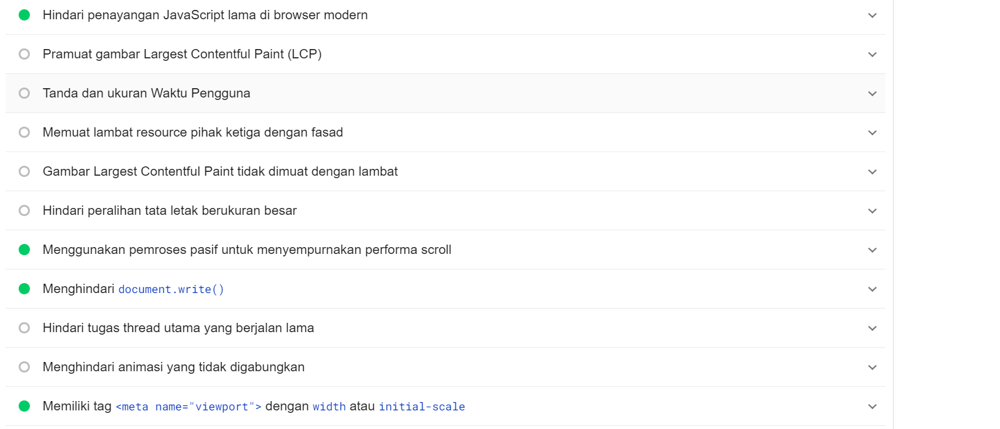 Hindari penayangan JavaScript lama di browser modern
Pramuat gambar Largest Contentful Paint (LCP)
Tanda dan ukuran Waktu Pengguna
Memuat lambat resource pihak ketiga dengan fasad
Gambar Largest Contentful Paint tidak dimuat dengan lambat
Hindari peralihan tata letak berukuran besar
Menggunakan pemroses pasif untuk menyempurnakan performa scroll
Menghindari document.write()
Hindari tugas thread utama yang berjalan lama
Menghindari animasi yang tidak digabungkan
Memiliki tag <meta name="viewport"> dengan width atau initial-scale